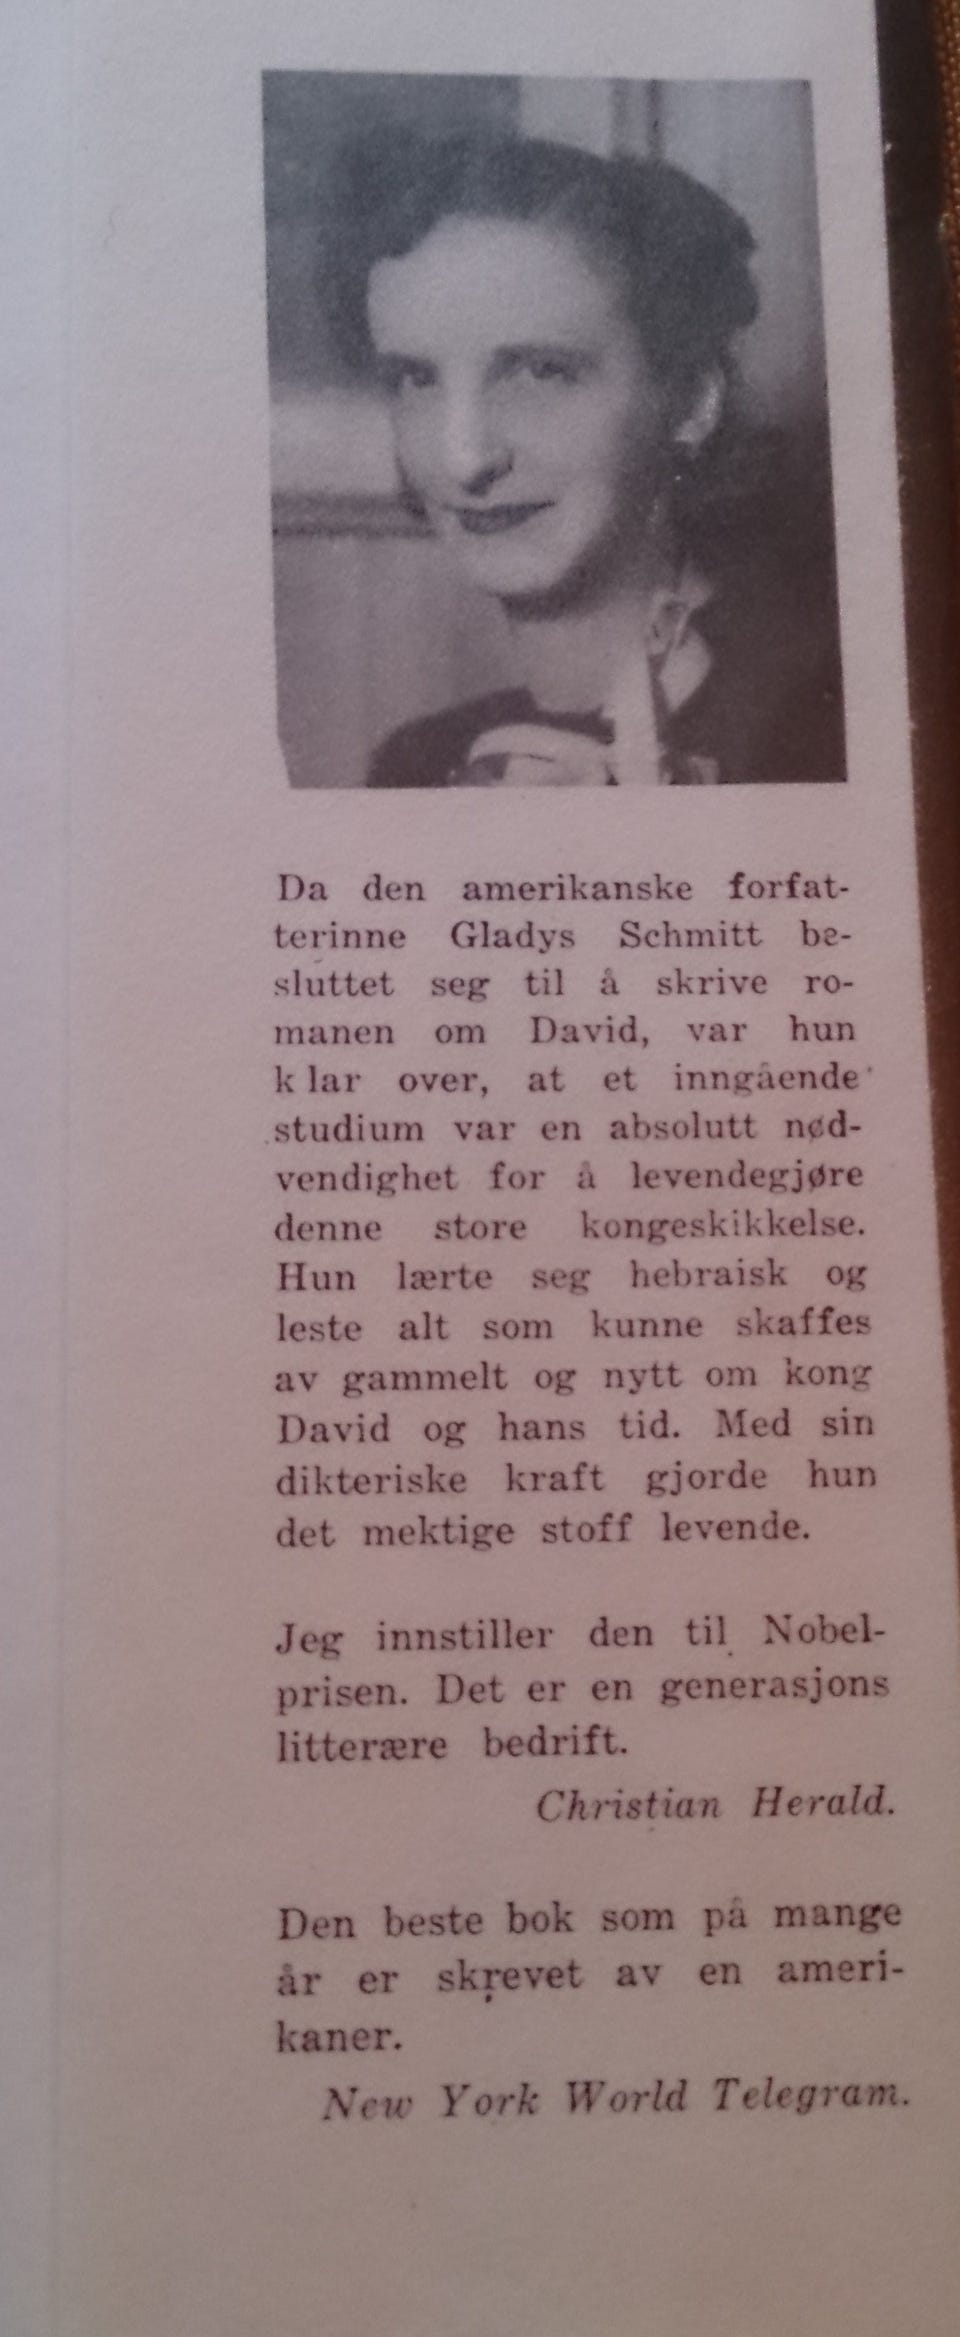 Da den amerikanske forfat-
terinne Gladys Schmitt be-
sluttet seg til å skrive ro-
manen om David, var hun
klar over, at et inngående
studium var en absolutt nød-
vendighet for å levendegjøre
denne store kongeskikkelse.
Hun lærte seg hebraisk og
leste alt som kunne skaffes
av gammelt og nytt om kong
David og hans tid. Med sin
dikteriske kraft gjorde hun
det mektige stoff levende.
Jeg innstiller den til Nobel-
prisen. Det er en generasjons
litterære bedrift.
Christian Herald.
Den beste bok som på mange
år er skrevet av en ameri-
kaner.
New York World Telegram.